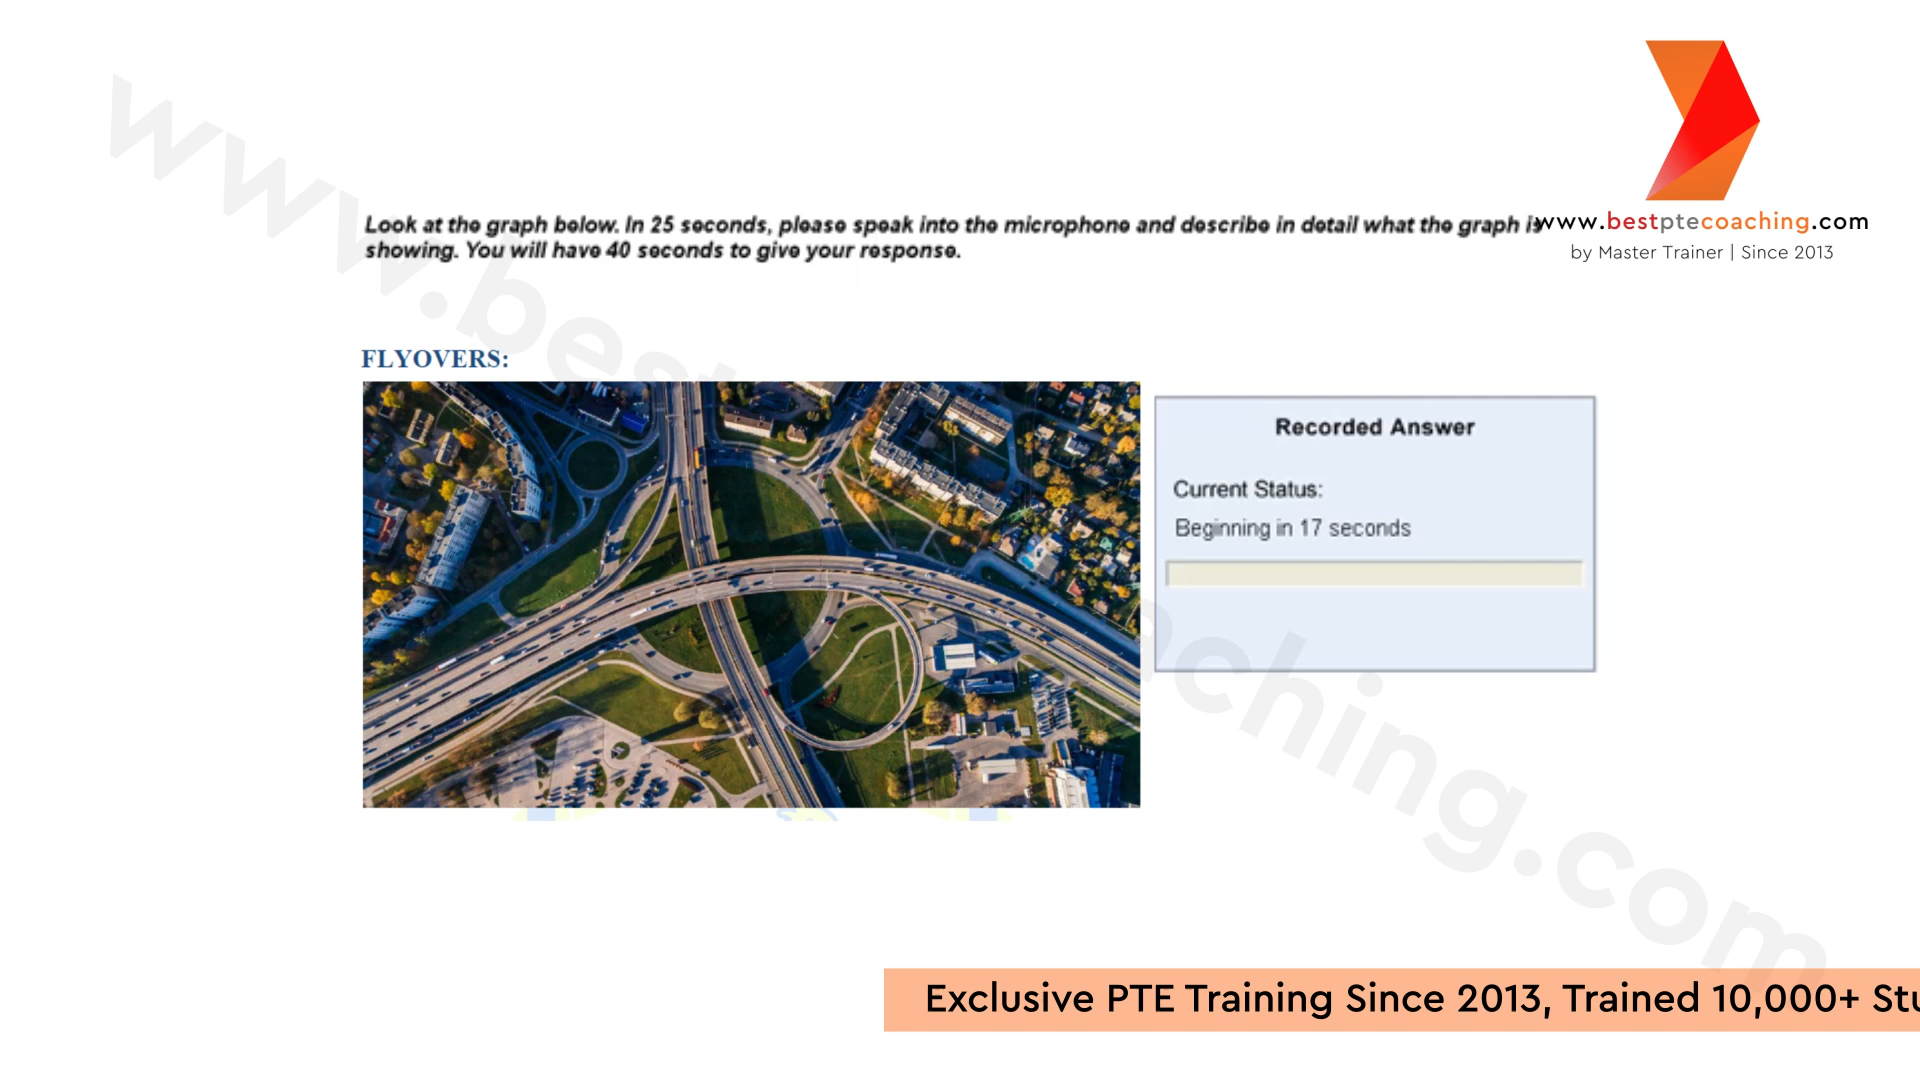 Look at the graph below. In 25 seconds, please speak into the microphone and describe in detail what the graph is
showing. You will have 40 seconds to give your response.
www.bestptecoaching.com
by Master Trainer | Since 2013
FLYOVERS:
Recorded Answer
Current Status:
Beginning in 17 seconds
Exclusive PTE Training Since 2013, Trained 10,000+ Stu